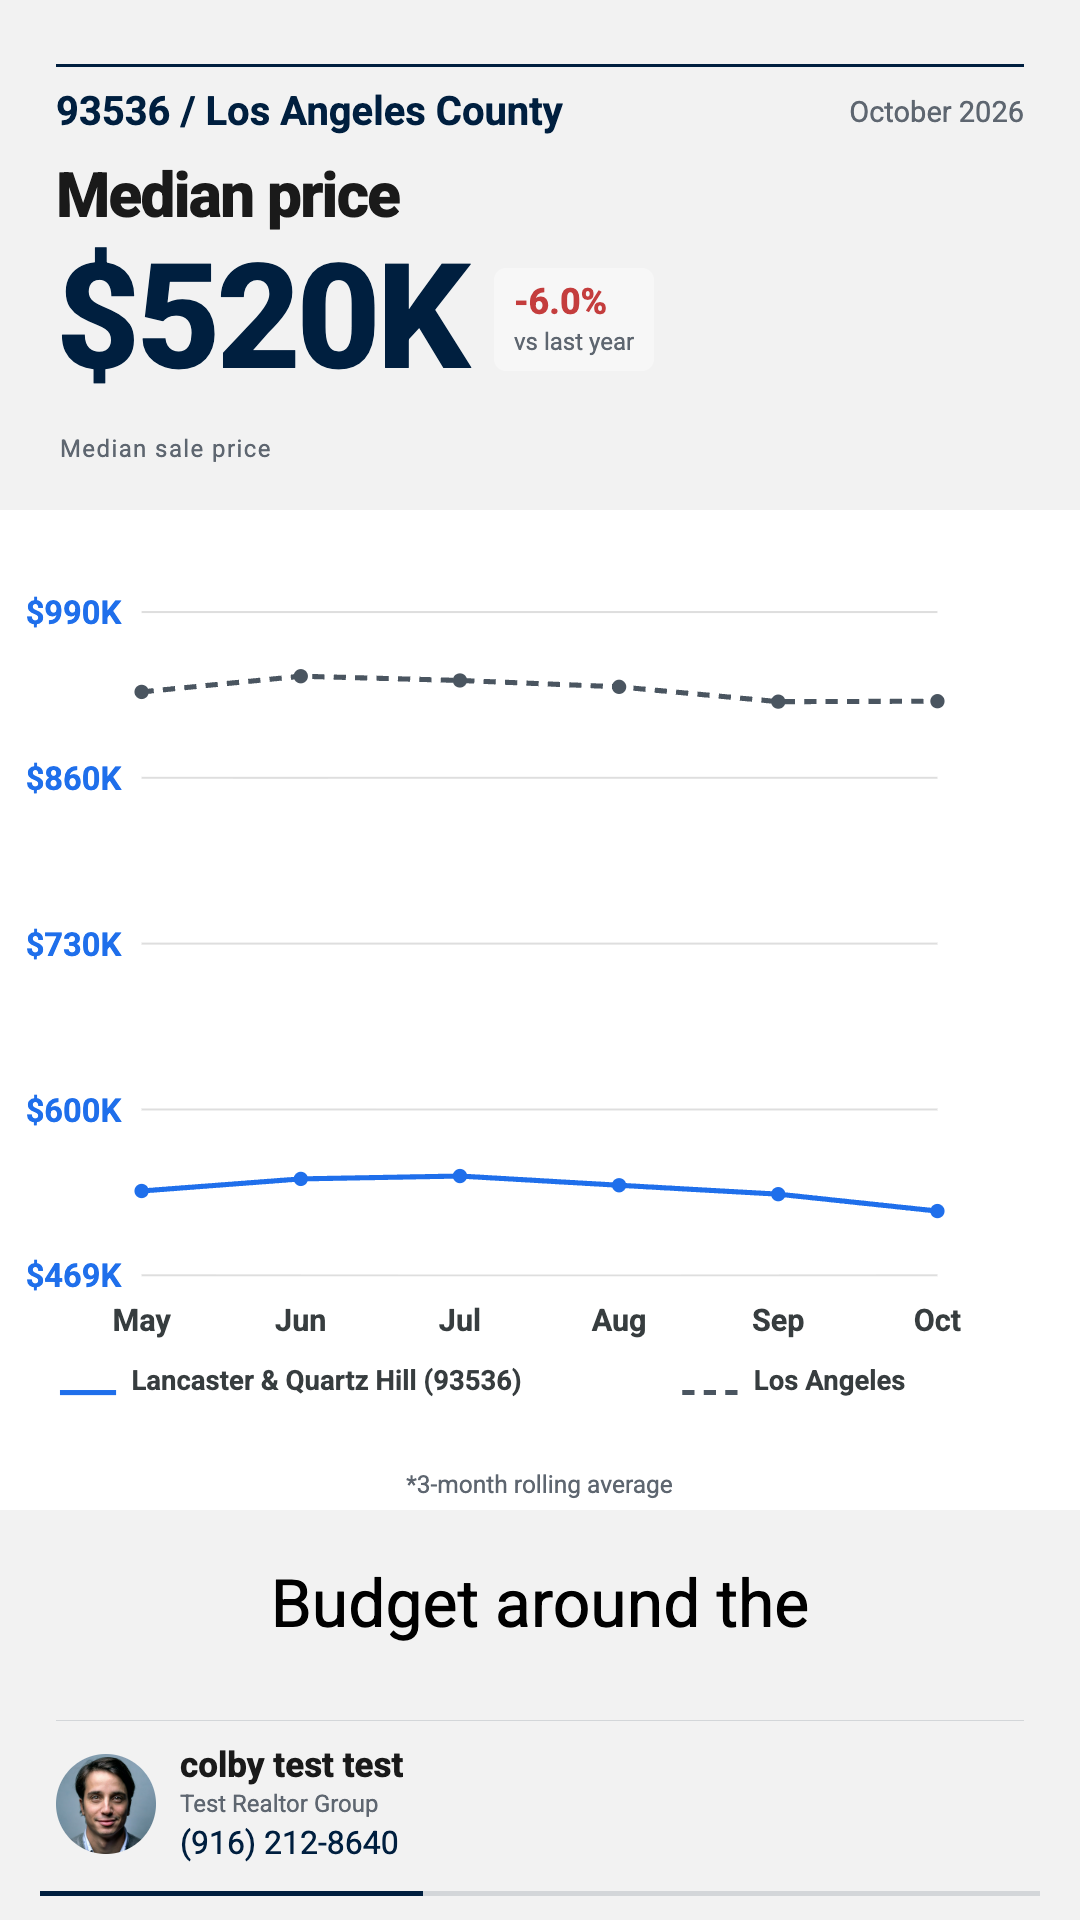 93536 / Los Angeles County
October 2026
Median price
$520K
-6.0%
vs last year
Median sale price
$990K
$860K
$730K
$600K
$469K
May Jun Jul Aug Sep Oct
Lancaster & Quartz Hill (93536)
Los Angeles
*3-month rolling average
Budget around the
colby test test
Test Realtor Group
(916) 212-8640